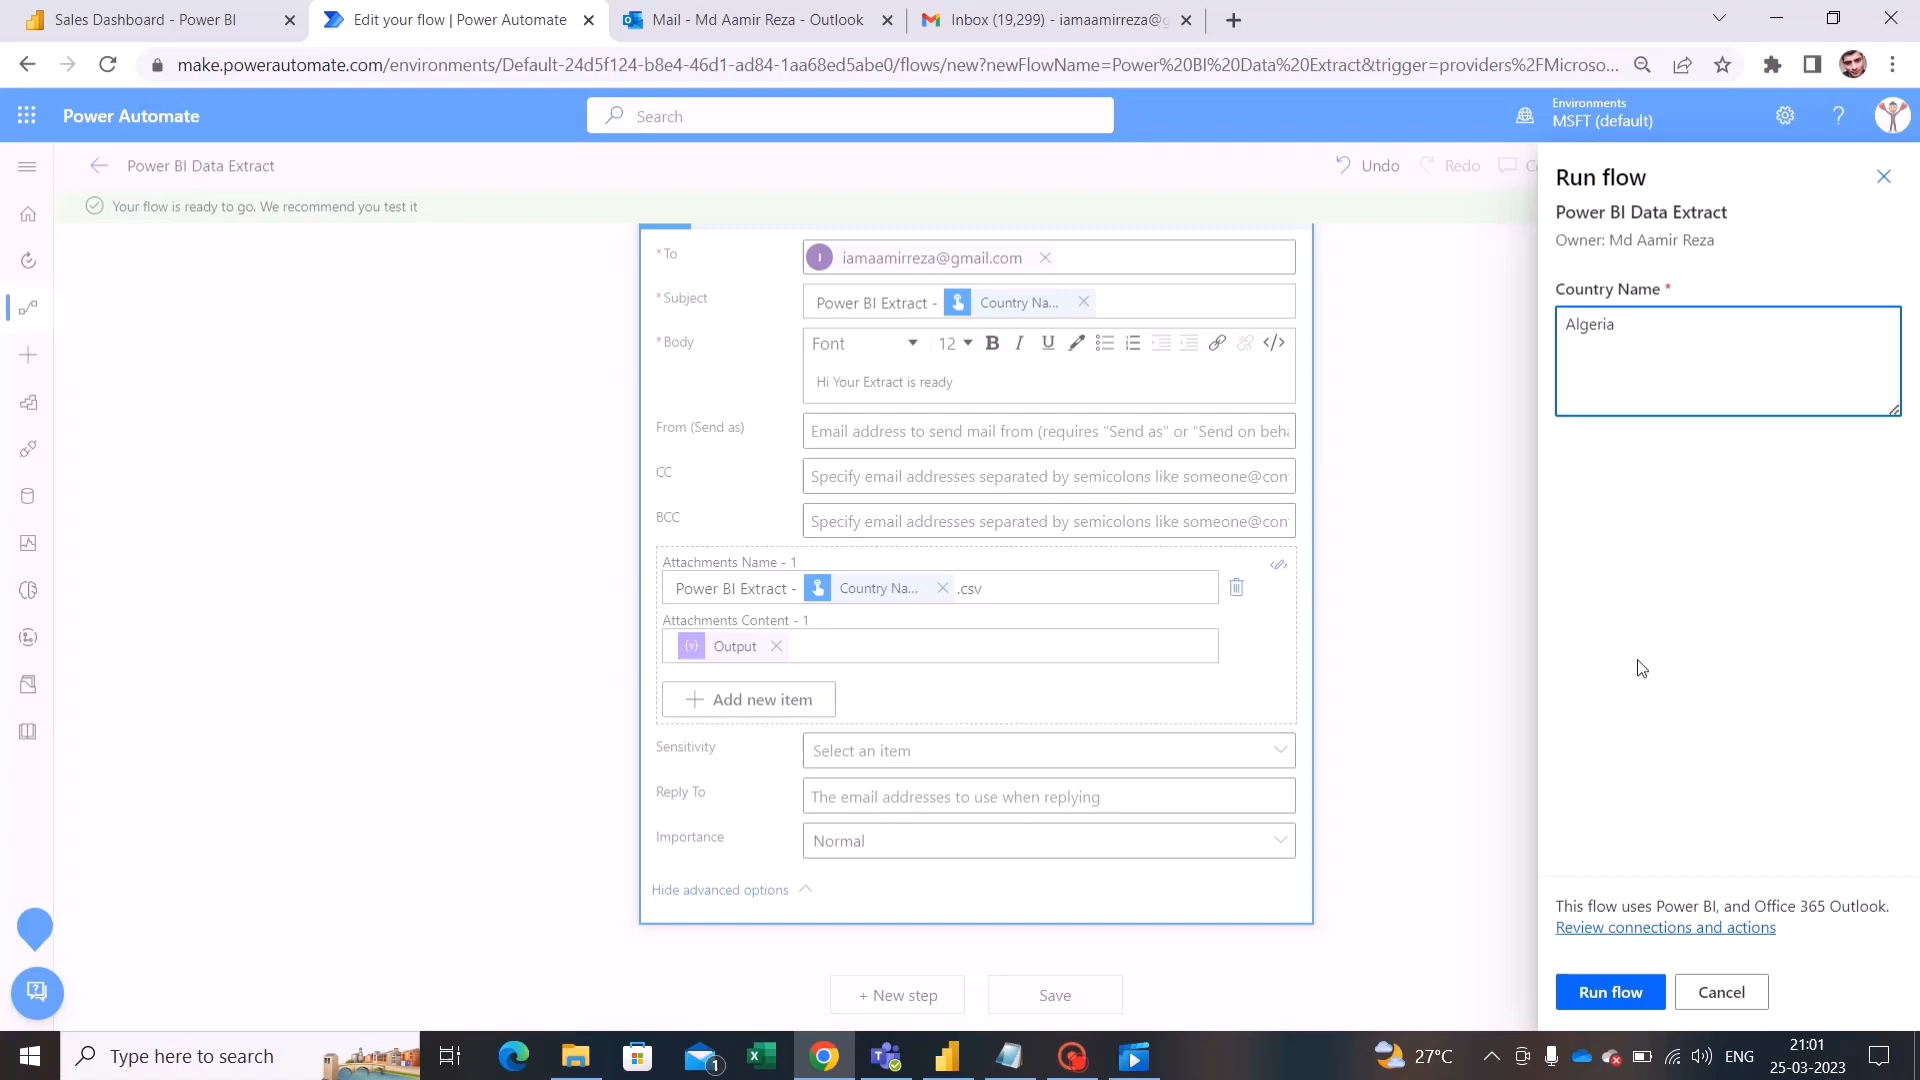 Sales Dashboard - Power BI
Edit your flow | Power Automate
Mail - Md Aamir Reza - Outlook
Inbox (19,299) - iamaamirreza@g
make.powerautomate.com/environments/Default-24d5f124-b8e4-46d1-ad84-1aa68ed5abe0/flows/new?newFlowName=Power%20BI%20Data%20Extract&trigger=providers%2FMicroso...
Power Automate
Search
Environments
MSFT (default)
Power BI Data Extract
Undo
Redo
Your flow is ready to go. We recommend you test it
* To
iamaamirreza@gmail.com
* Subject
Power BI Extract - Country Na...
* Body
Font 12
Hi Your Extract is ready
From (Send as)
Email address to send mail from (requires "Send as" or "Send on beha
CC
Specify email addresses separated by semicolons like someone@con
BCC
Specify email addresses separated by semicolons like someone@con
Attachments Name - 1
Power BI Extract - Country Na... .csv
Attachments Content - 1
Output
Add new item
Sensitivity
Select an item
Reply To
The email addresses to use when replying
Importance
Normal
Hide advanced options
+ New step
Save
Run flow
Power BI Data Extract
Owner: Md Aamir Reza
Country Name *
Algeria
This flow uses Power BI, and Office 365 Outlook.
Review connections and actions
Run flow
Cancel
Type here to search
1
27°C
ENG
21:01
25-03-2023